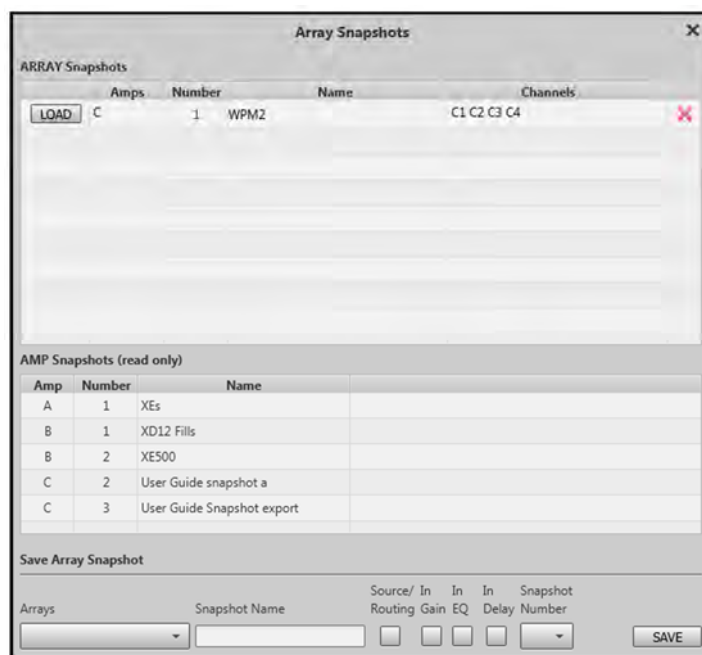 Array Snapshots
ARRAY Snapshots
Amps Number Name Channels
LOAD C 1 WPM2 C1 C2 C3 C4
AMP Snapshots (read only)
Amp Number Name
A 1 XEs
B 1 XD12 Fills
B 2 XE500
C 2 User Guide snapshot a
C 3 User Guide Snapshot export
Save Array Snapshot
Source/ In In In Snapshot
Arrays Snapshot Name Routing Gain EQ Delay Number
SAVE